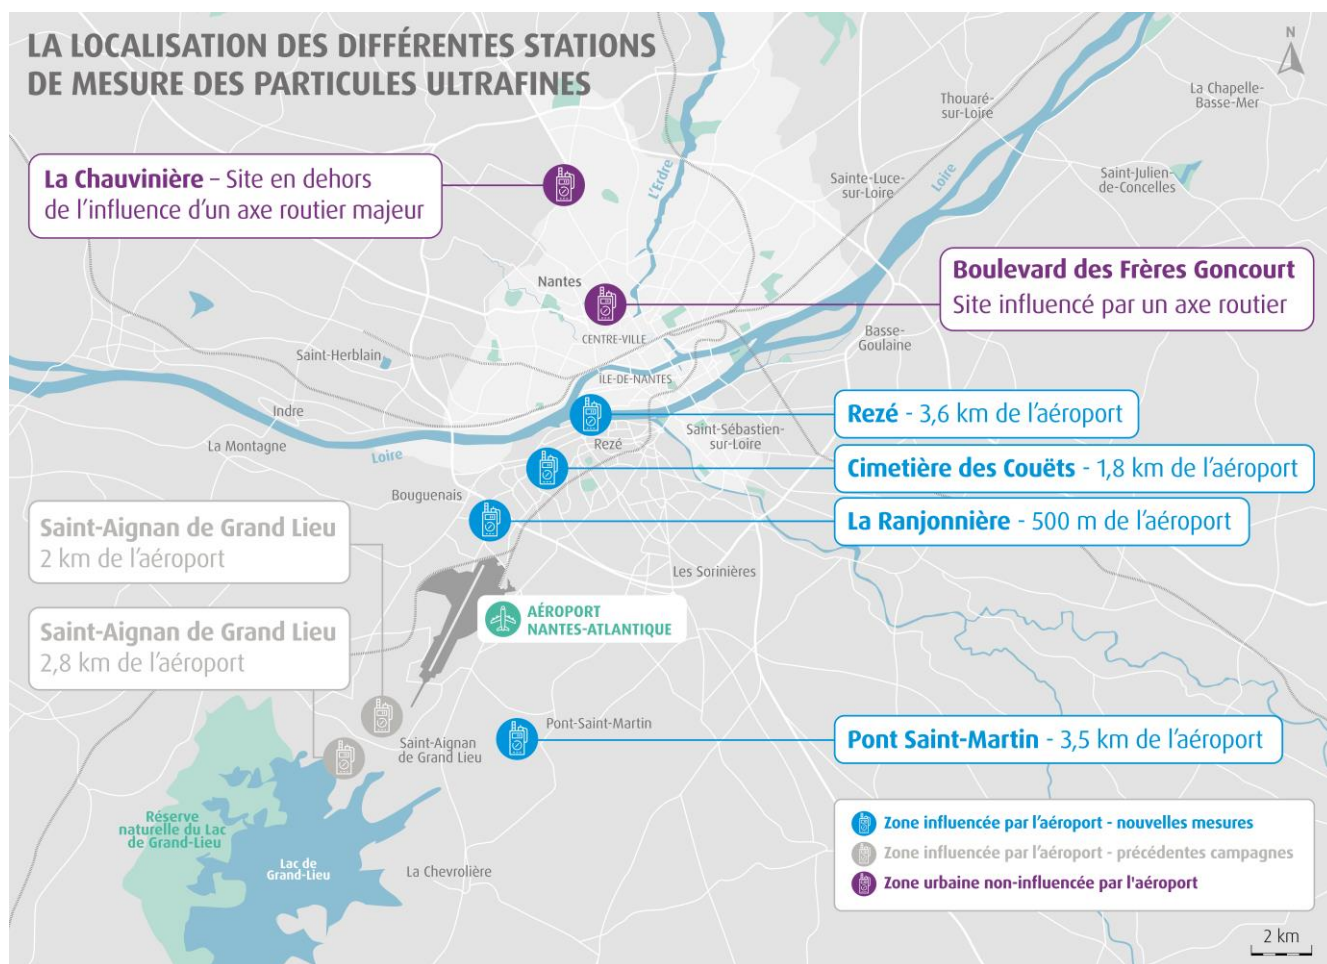 LA LOCALISATION DES DIFFÉRENTES STATIONS
DE MESURE DES PARTICULES ULTRAFINES
N
La Chapelle-
Basse-Mer
Thouaré-
sur-Loire
La Chauvinière – Site en dehors
de l’influence d’un axe routier majeur
L'Erdre
Sainte-Luce-
sur-Loire
Loire
Saint-Julien-
de-Concelles
Nantes
Boulevard des Frères Goncourt
Site influencé par un axe routier
CENTRE-VILLE
Basse-
Goulaine
Saint-Herblain
ÎLE-DE-NANTES
Indre
Rezé - 3,6 km de l’aéroport
La Montagne
Loire
Rezé
Saint-Sébastien-
sur-Loire
Cimetière des Couëts - 1,8 km de l’aéroport
Bouguenais
La Ranjonnière - 500 m de l’aéroport
Saint-Aignan de Grand Lieu
2 km de l’aéroport
Les Sorinières
AÉROPORT
NANTES-ATLANTIQUE
Saint-Aignan de Grand Lieu
2,8 km de l’aéroport
Pont-Saint-Martin
Saint-Aignan
de Grand Lieu
Pont Saint-Martin - 3,5 km de l’aéroport
Réserve
naturelle du Lac
de Grand-Lieu
Lac de
Grand-Lieu
La Chevrolière
Zone influencée par l’aéroport - nouvelles mesures
Zone influencée par l’aéroport - précédentes campagnes
Zone urbaine non-influencée par l'aéroport
2 km